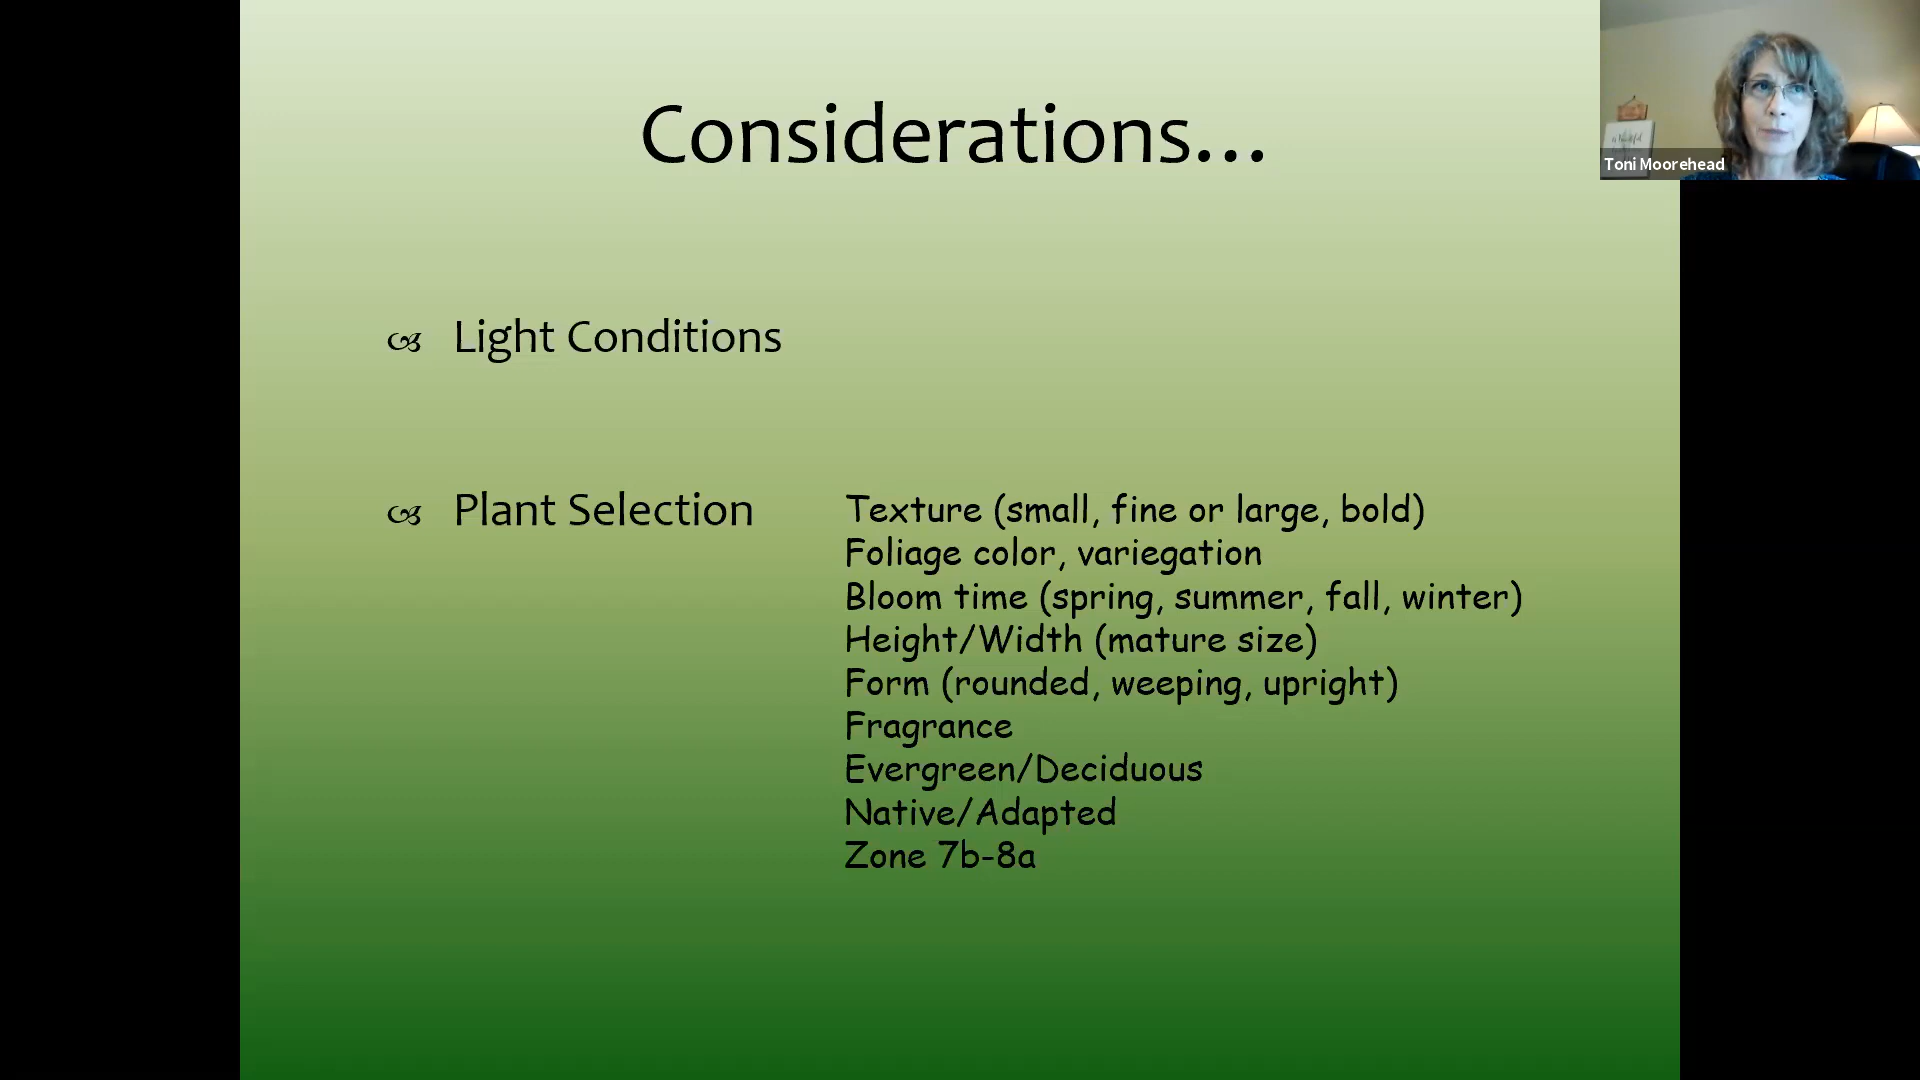 Considerations...
Toni Moorehead
Light Conditions
Plant Selection
Texture (small, fine or large, bold)
Foliage color, variegation
Bloom time (spring, summer, fall, winter)
Height/Width (mature size)
Form (rounded, weeping, upright)
Fragrance
Evergreen/Deciduous
Native/Adapted
Zone 7b-8a